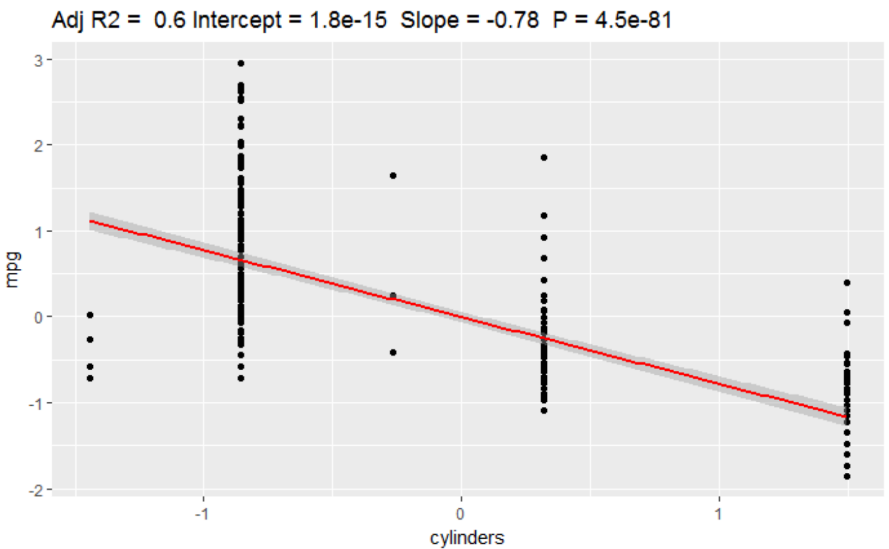 Adj R2 =  0.6 Intercept = 1.8e-15  Slope = -0.78  P = 4.5e-81
3
2
1
0
-1
-2
mpg
-1 0 1
cylinders